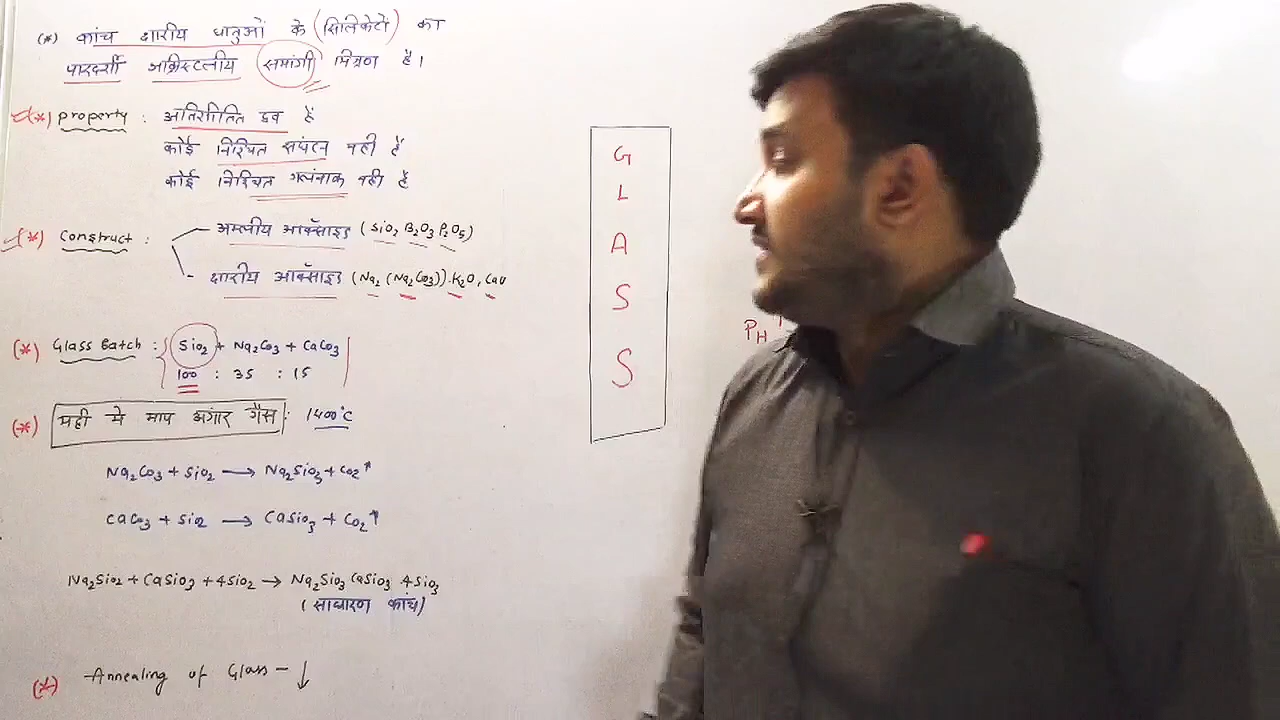 (*) कांच क्षारीय धातुओं के (सिलिकेटों) का
पारदर्शी अक्रिस्टलीय (समांगी) मिश्रण है।
(*) Property : अतिशीतित द्रव है
कोई निश्चित संघटन नही है
कोई निश्चित गलनांक नही है
(*) Construct : अम्लीय ऑक्साइड (SiO2 B2O3 P2O5)
क्षारीय ऑक्साइड (Na2 (Na2CO3)) K2O, CaO
(*) Glass Batch : SiO2 + Na2CO3 + CaCO3
100 : 35 : 15
(*) भट्टी में भाप अंगार गैस : 1400°C
Na2CO3 + SiO2 → Na2SiO3 + CO2↑
CaCO3 + SiO2 → CaSiO3 + CO2↑
Na2SiO2 + CaSiO3 + 4SiO2 → Na2SiO3 CaSiO3 4SiO3
(साधारण कांच)
(*) Annealing of Glass - ↓
G
L
A
S
S
PH